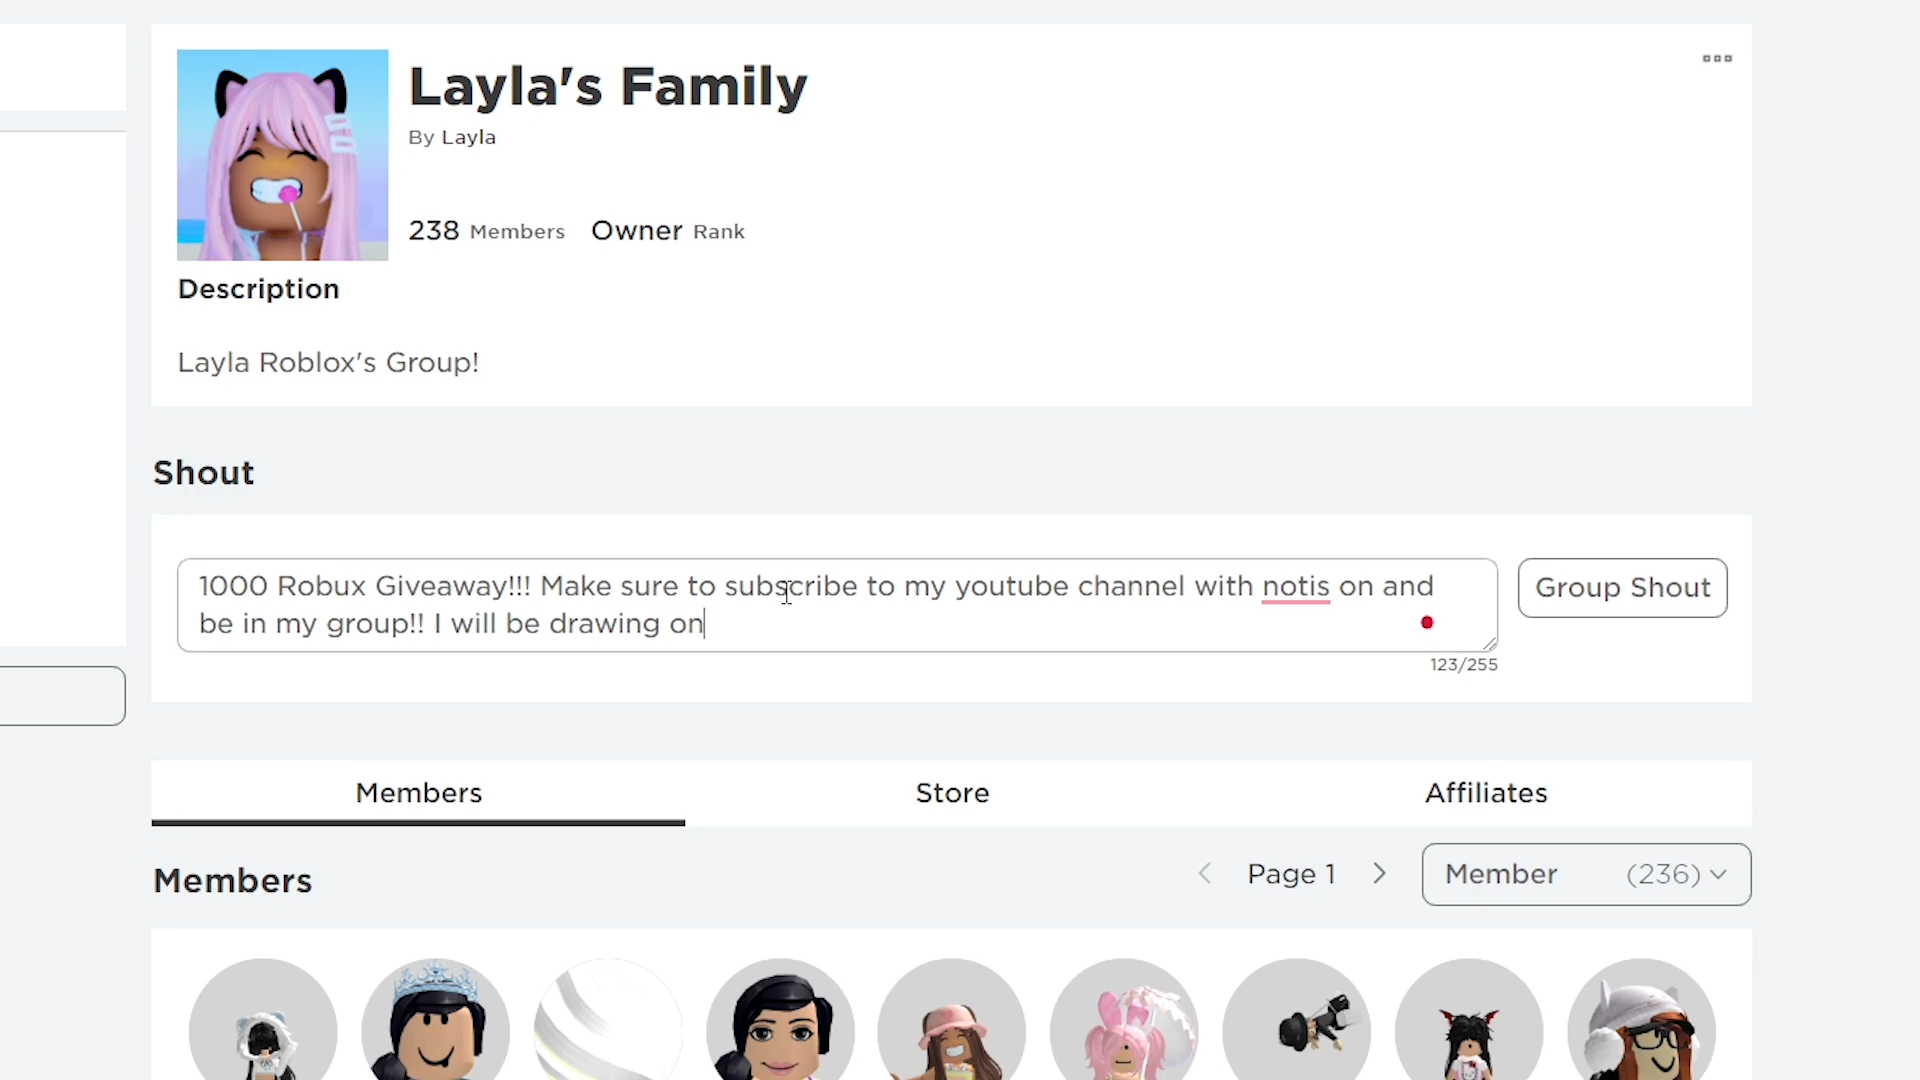 Layla's Family
By Layla
238 Members Owner Rank
Description
Layla Roblox's Group!
Shout
1000 Robux Giveaway!!! Make sure to subscribe to my youtube channel with notis on and
be in my group!! I will be drawing on
Group Shout
123/255
Members Store Affiliates
Members
Page 1
Member (236)